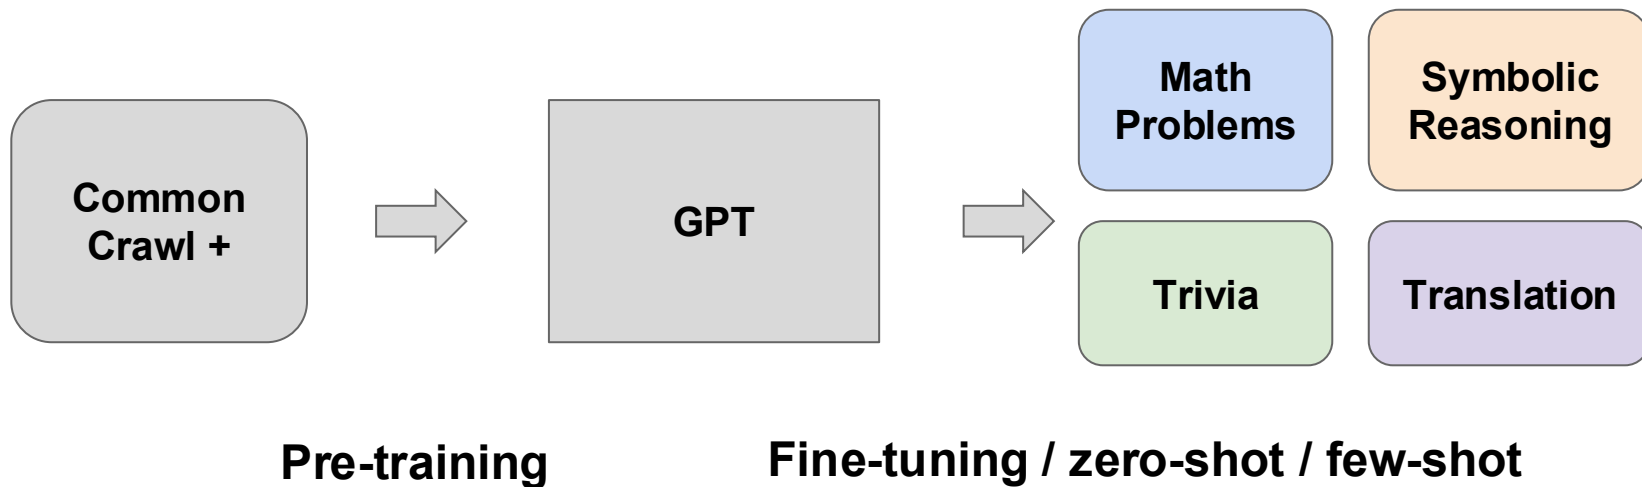 Common
Crawl +
GPT
Math
Problems
Symbolic
Reasoning
Trivia
Translation
Pre-training
Fine-tuning / zero-shot / few-shot